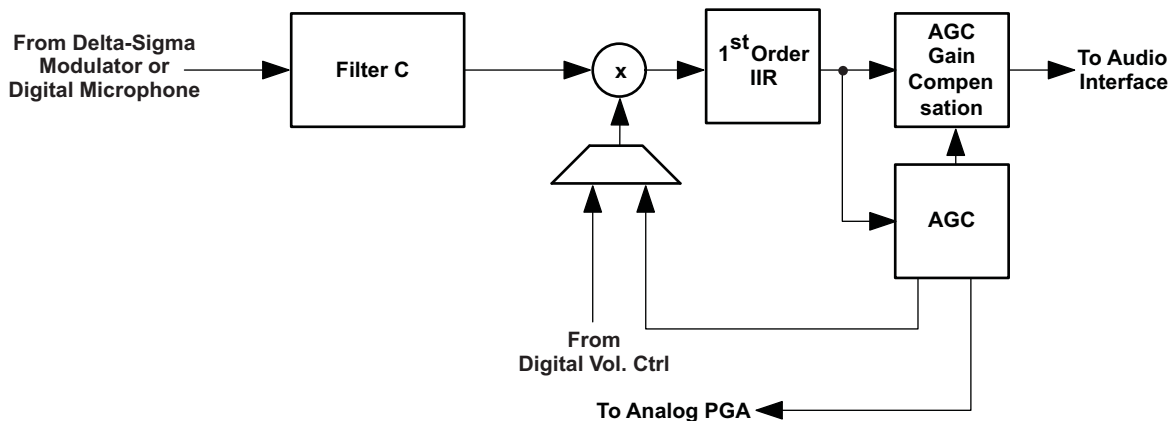 From Delta-Sigma
Modulator or
Digital Microphone
Filter C
x
1st Order
IIR
AGC
Gain
Compen
sation
To Audio
Interface
AGC
From
Digital Vol. Ctrl
To Analog PGA